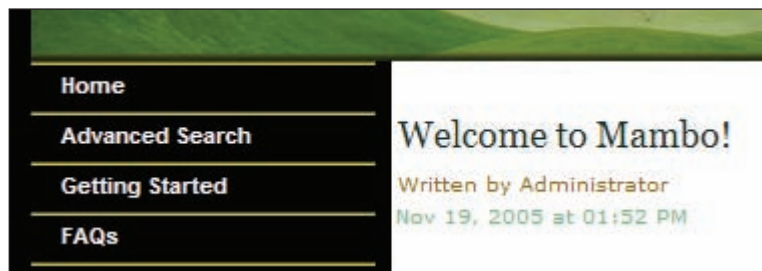 Home
Advanced Search
Getting Started
FAQs
Welcome to Mambo!
Written by Administrator
Nov 19, 2005 at 01:52 PM